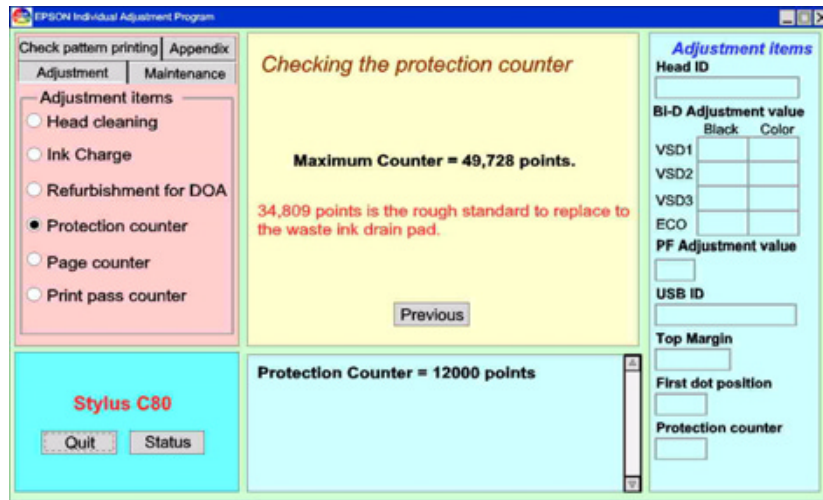 EPSON Individual Adjustment Program
Check pattern printing Appendix
Adjustment Maintenance
Adjustment items
Head cleaning
Ink Charge
Refurbishment for DOA
Protection counter
Page counter
Print pass counter
Stylus C80
Quit Status
Checking the protection counter
Maximum Counter = 49,728 points.
34,809 points is the rough standard to replace to
the waste ink drain pad.
Previous
Protection Counter = 12000 points
Adjustment items
Head ID
Bi-D Adjustment value
Black Color
VSD1
VSD2
VSD3
ECO
PF Adjustment value
USB ID
Top Margin
First dot position
Protection counter